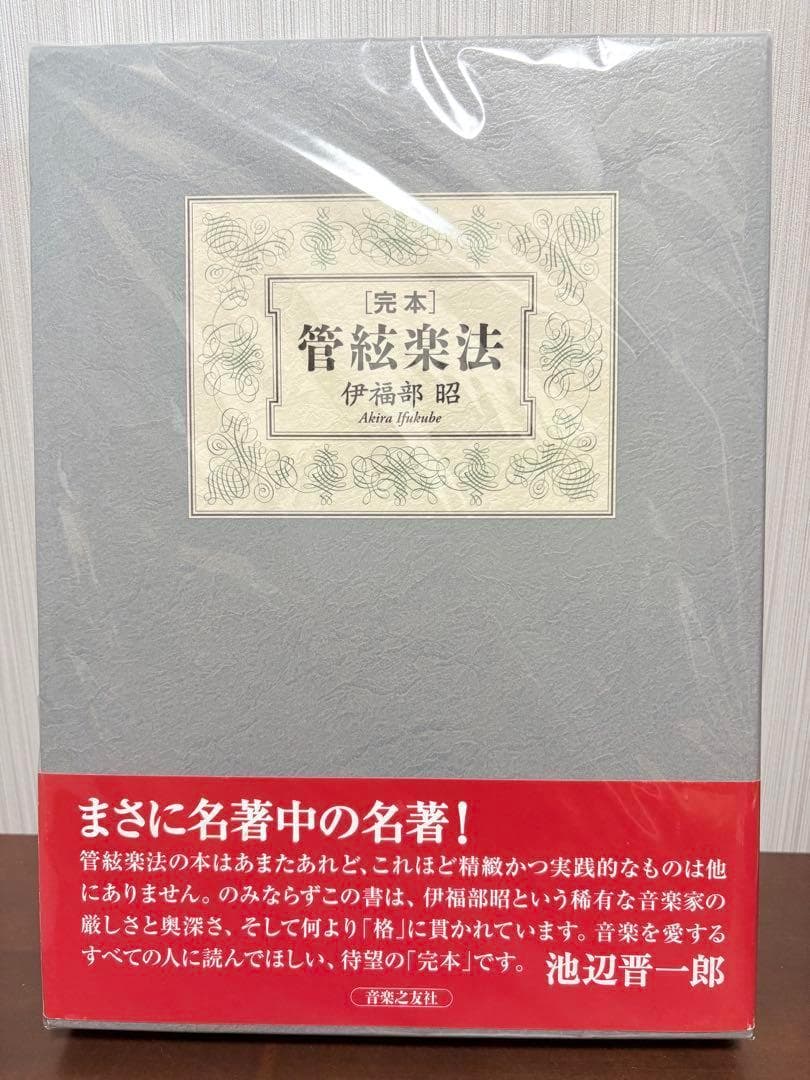 ［完本］
管絃楽法
伊福部 昭
Akira Ifukube
まさに名著中の名著！
管絃楽法の本はあまたあれど、これほど精緻かつ実践的なものは他
にありません。のみならずこの書は、伊福部昭という稀有な音楽家の
厳しさと奥深さ、そして何より「格」に貫かれています。音楽を愛する
すべての人に読んでほしい、待望の「完本」です。 池辺晋一郎
音楽之友社